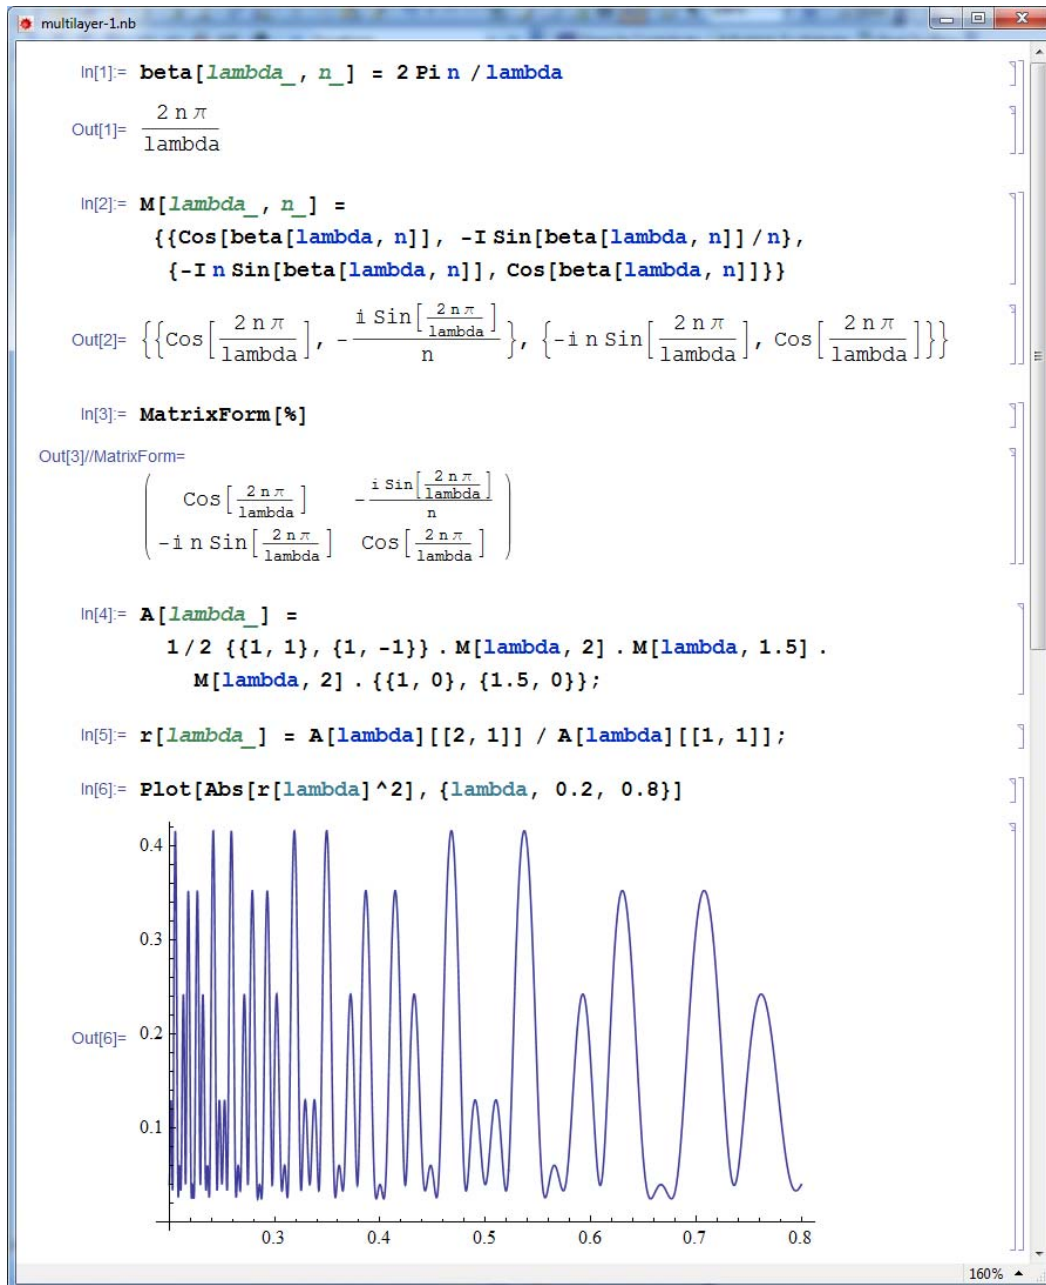 multilayer-1.nb
In[1]:= beta[lambda_, n_] = 2 Pi n / lambda
Out[1]= 2 n π
lambda
In[2]:= M[lambda_, n_] =
{{Cos[beta[lambda, n]], -I Sin[beta[lambda, n]] / n},
{-I n Sin[beta[lambda, n]], Cos[beta[lambda, n]]}}
Out[2]= {{Cos[2 n π/lambda], -i Sin[2 n π/lambda]/n}, {-i n Sin[2 n π/lambda], Cos[2 n π/lambda]}}
In[3]:= MatrixForm[%]
Out[3]//MatrixForm=
Cos[2 n π/lambda] -i Sin[2 n π/lambda]/n
-i n Sin[2 n π/lambda] Cos[2 n π/lambda]
In[4]:= A[lambda_] =
1/2 {{1, 1}, {1, -1}} . M[lambda, 2] . M[lambda, 1.5] .
M[lambda, 2] . {{1, 0}, {1.5, 0}};
In[5]:= r[lambda_] = A[lambda][[2, 1]] / A[lambda][[1, 1]];
In[6]:= Plot[Abs[r[lambda]^2], {lambda, 0.2, 0.8}]
0.4
0.3
Out[6]= 0.2
0.1
0.3 0.4 0.5 0.6 0.7 0.8
160%